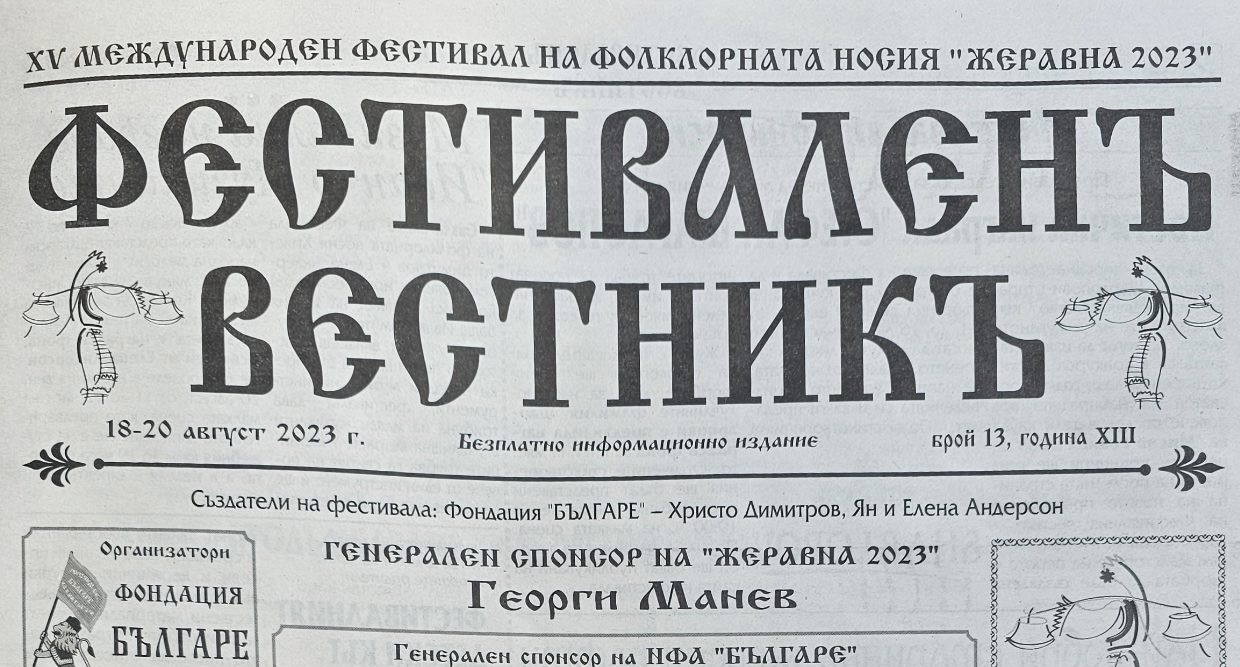 XV МЕЖДУНАРОДЕН ФЕСТИВАЛ НА ФОЛКЛОРНАТА НОСИЯ "ЖЕРАВНА 2023"
ФЕСТИВАЛЕНЪ
ВЕСТНИКЪ
18-20 август 2023 г.
Безплатно информационно издание
брой 13, година XIII
Създатели на фестивала: Фондация "БЪЛГАРЕ" – Христо Димитров, Ян и Елена Андерсон
Организатори
ФОНДАЦИЯ
БЪЛГАРЕ
ГЕНЕРАЛЕН СПОНСОР НА "ЖЕРАВНА 2023"
Георги Манев
Генерален спонсор на НФА "БЪЛГАРЕ"